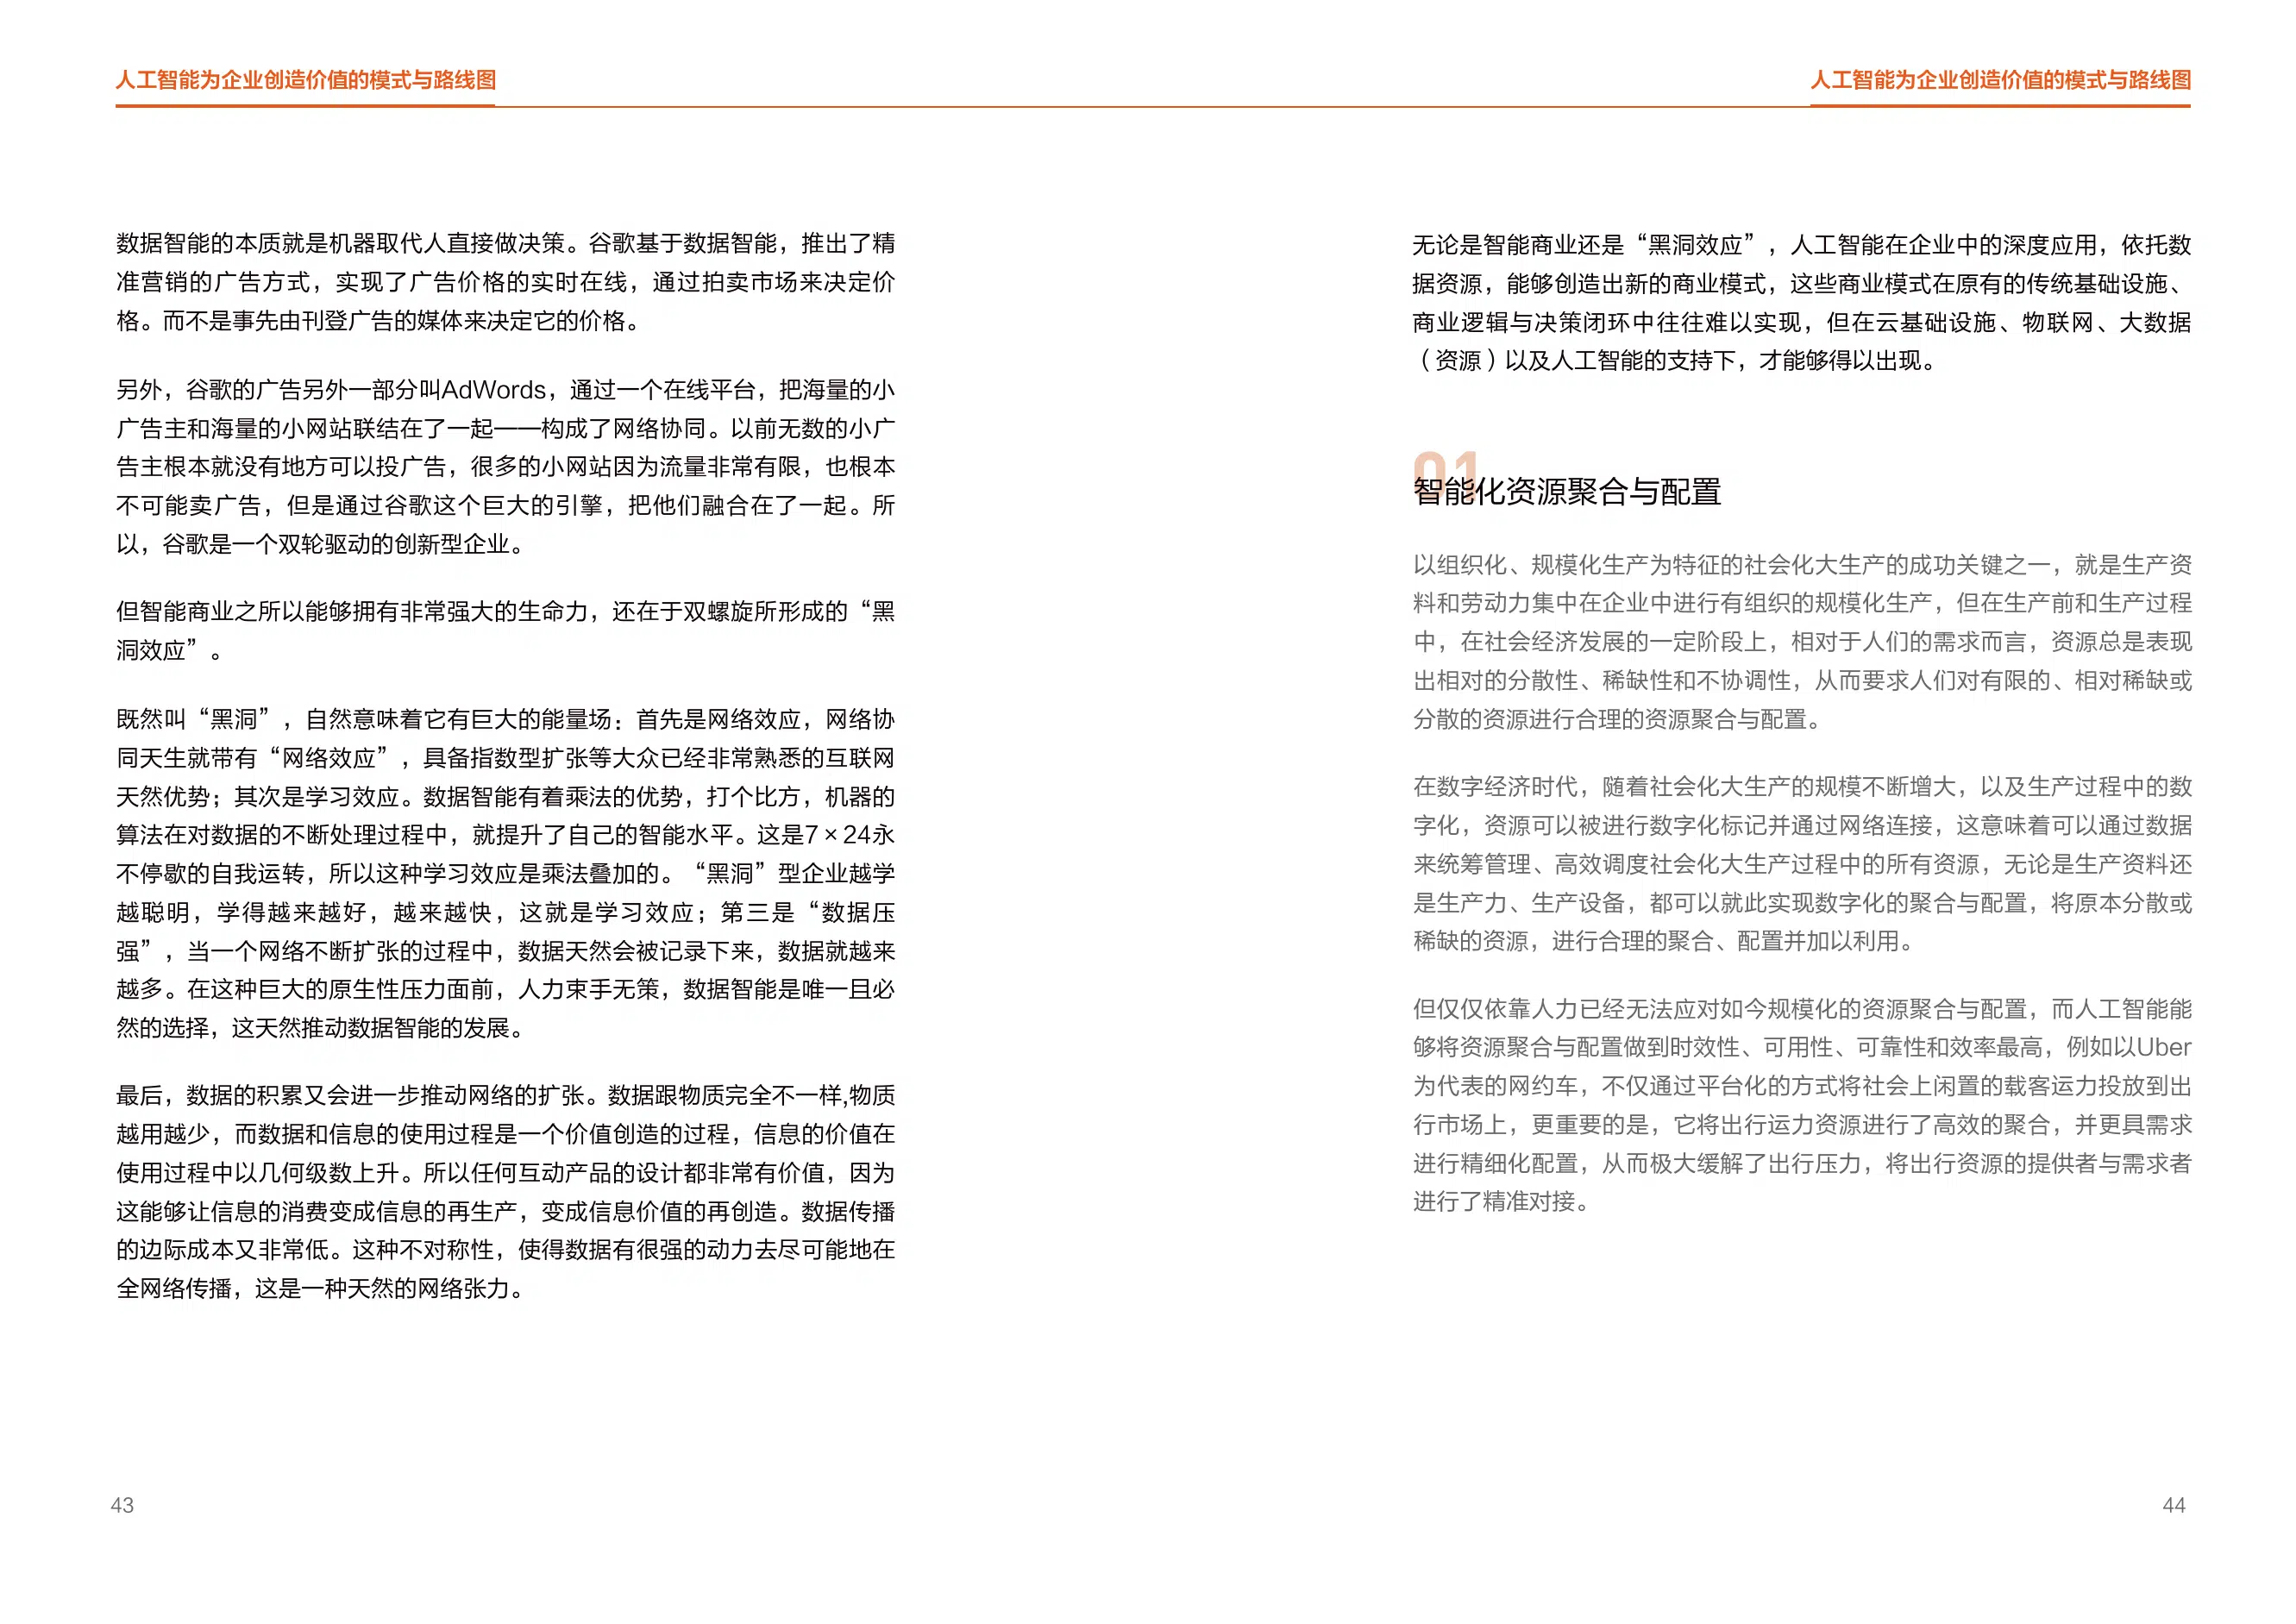 人工智能为企业创造价值的模式与路线图
数据智能的本质就是机器取代人直接做决策。谷歌基于数据智能，推出了精
准营销的广告方式，实现了广告价格的实时在线，通过拍卖市场来决定价
格。而不是事先由刊登广告的媒体来决定它的价格。
另外，谷歌的广告另外一部分叫AdWords，通过一个在线平台，把海量的小
广告主和海量的小网站联结在了一起——构成了网络协同。以前无数的小广
告主根本就没有地方可以投广告，很多的小网站因为流量非常有限，也根本
不可能卖广告，但是通过谷歌这个巨大的引擎，把他们融合在了一起。所
以，谷歌是一个双轮驱动的创新型企业。
但智能商业之所以能够拥有非常强大的生命力，还在于双螺旋所形成的“黑
洞效应”。
既然叫“黑洞”，自然意味着它有巨大的能量场：首先是网络效应，网络协
同天生就带有“网络效应”，具备指数型扩张等大众已经非常熟悉的互联网
天然优势；其次是学习效应。数据智能有着乘法的优势，打个比方，机器的
算法在对数据的不断处理过程中，就提升了自己的智能水平。这是7×24永
不停歇的自我运转，所以这种学习效应是乘法叠加的。“黑洞”型企业越学
越聪明，学得越来越好，越来越快，这就是学习效应；第三是“数据压
强”，当一个网络不断扩张的过程中，数据天然会被记录下来，数据就越来
越多。在这种巨大的原生性压力面前，人力束手无策，数据智能是唯一且必
然的选择，这天然推动数据智能的发展。
最后，数据的积累又会进一步推动网络的扩张。数据跟物质完全不一样,物质
越用越少，而数据和信息的使用过程是一个价值创造的过程，信息的价值在
使用过程中以几何级数上升。所以任何互动产品的设计都非常有价值，因为
这能够让信息的消费变成信息的再生产，变成信息价值的再创造。数据传播
的边际成本又非常低。这种不对称性，使得数据有很强的动力去尽可能地在
全网络传播，这是一种天然的网络张力。
43
人工智能为企业创造价值的模式与路线图
无论是智能商业还是“黑洞效应”，人工智能在企业中的深度应用，依托数
据资源，能够创造出新的商业模式，这些商业模式在原有的传统基础设施、
商业逻辑与决策闭环中往往难以实现，但在云基础设施、物联网、大数据
（资源）以及人工智能的支持下，才能够得以出现。
01
智能化资源聚合与配置
以组织化、规模化生产为特征的社会化大生产的成功关键之一，就是生产资
料和劳动力集中在企业中进行有组织的规模化生产，但在生产前和生产过程
中，在社会经济发展的一定阶段上，相对于人们的需求而言，资源总是表现
出相对的分散性、稀缺性和不协调性，从而要求人们对有限的、相对稀缺或
分散的资源进行合理的资源聚合与配置。
在数字经济时代，随着社会化大生产的规模不断增大，以及生产过程中的数
字化，资源可以被进行数字化标记并通过网络连接，这意味着可以通过数据
来统筹管理、高效调度社会化大生产过程中的所有资源，无论是生产资料还
是生产力、生产设备，都可以就此实现数字化的聚合与配置，将原本分散或
稀缺的资源，进行合理的聚合、配置并加以利用。
但仅仅依靠人力已经无法应对如今规模化的资源聚合与配置，而人工智能能
够将资源聚合与配置做到时效性、可用性、可靠性和效率最高，例如以Uber
为代表的网约车，不仅通过平台化的方式将社会上闲置的载客运力投放到出
行市场上，更重要的是，它将出行运力资源进行了高效的聚合，并更具需求
进行精细化配置，从而极大缓解了出行压力，将出行资源的提供者与需求者
进行了精准对接。
44